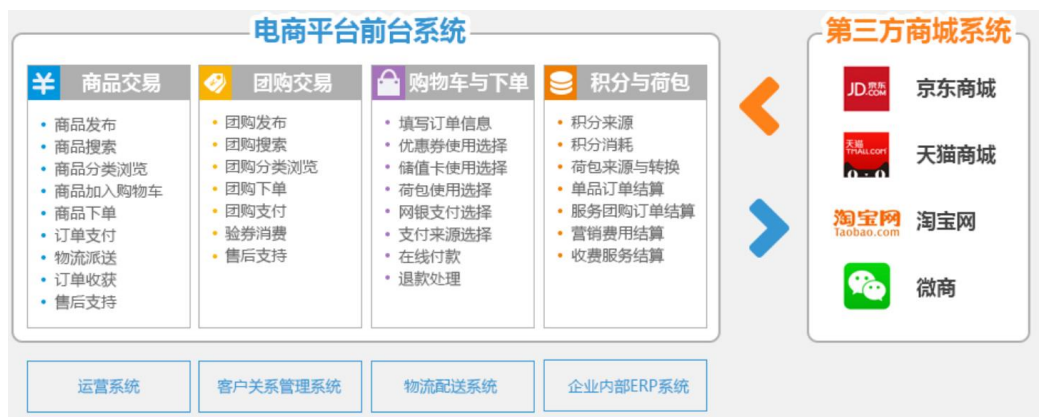 电商平台前台系统
商品交易
商品发布
商品搜索
商品分类浏览
商品加入购物车
商品下单
订单支付
物流派送
订单收获
售后支持
团购交易
团购发布
团购搜索
团购分类浏览
团购下单
团购支付
验券消费
售后支持
购物车与下单
填写订单信息
优惠券使用选择
储值卡使用选择
荷包使用选择
网银支付选择
支付来源选择
在线付款
退款处理
积分与荷包
积分来源
积分消耗
荷包来源与转换
单品订单结算
服务团购订单结算
营销费用结算
收费服务结算
第三方商城系统
JD.京东
.COM
京东商城
天猫
TMALL.COM
天猫商城
淘宝网
Taobao.com
淘宝网
微商
运营系统
客户关系管理系统
物流配送系统
企业内部ERP系统